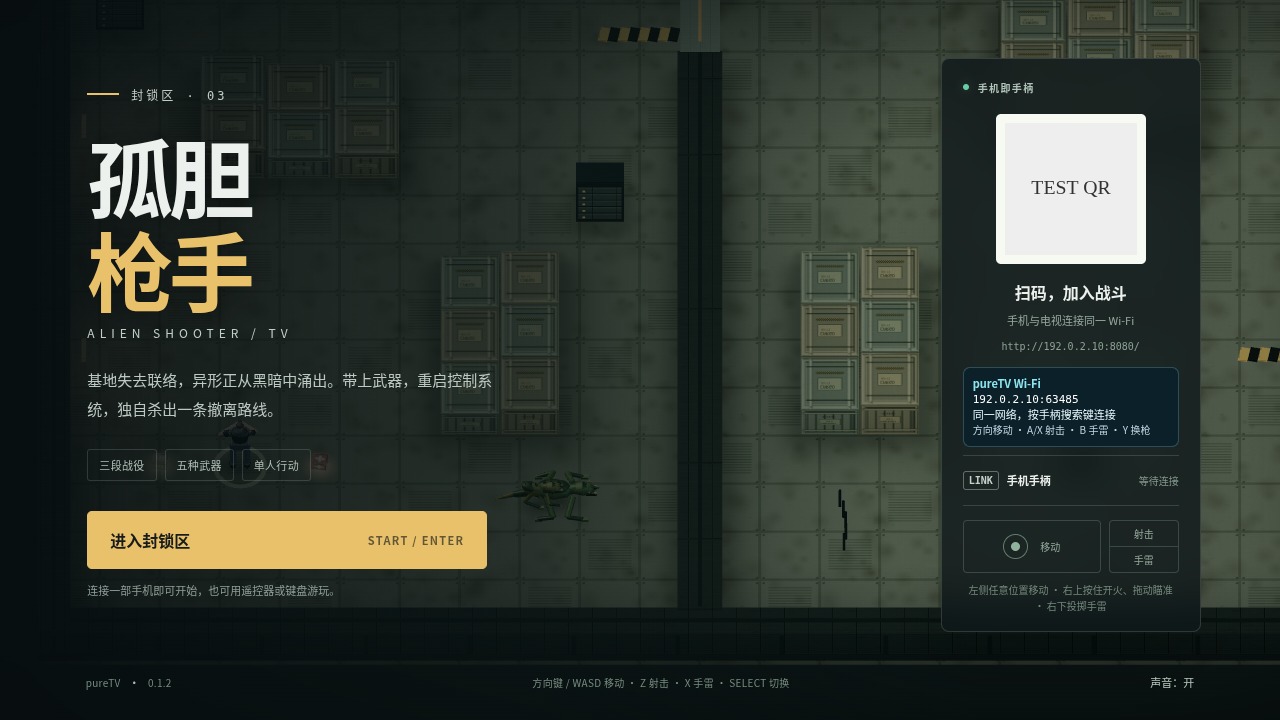 封锁区 · 03
孤胆
枪手
ALIEN SHOOTER / TV
基地失去联络，异形正从黑暗中涌出。带上武器，重启控制系
统，独自杀出一条撤离路线。
三段战役
五种武器
单人行动
进入封锁区
START / ENTER
连接一部手机即可开始，也可用遥控器或键盘游玩。
手机即手柄
TEST QR
扫码，加入战斗
手机与电视连接同一 Wi-Fi
http://192.0.2.10:8080/
pureTV Wi-Fi
192.0.2.10:63485
同一网络，按手柄搜索键连接
方向移动 · A/X 射击 · B 手雷 · Y 换枪
LINK 手机手柄 等待连接
移动
射击
手雷
左侧任意位置移动 · 右上按住开火、拖动瞄准
· 右下投掷手雷
pureTV • 0.1.2
方向键 / WASD 移动 · Z 射击 · X 手雷 · SELECT 切换
声音：开